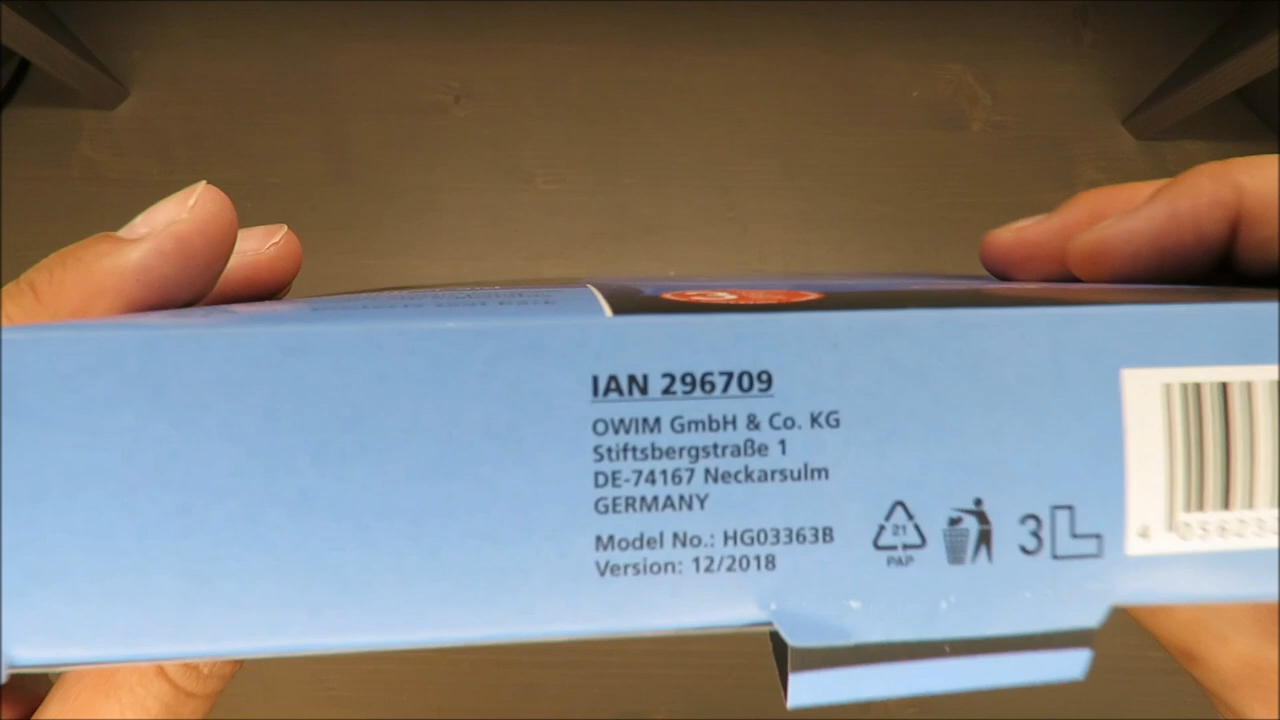 IAN 296709
OWIM GmbH & Co. KG
Stiftsbergstraße 1
DE-74167 Neckarsulm
GERMANY
Model No.: HG03363B
Version: 12/2018
21
PAP
3
4